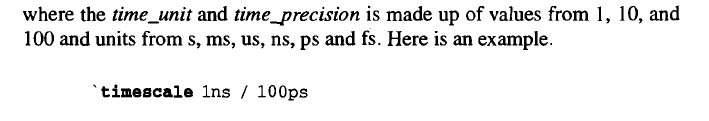 where the time_unit and time_precision is made up of values from 1, 10, and
100 and units from s, ms, us, ns, ps and fs. Here is an example.
`timescale 1ns / 100ps